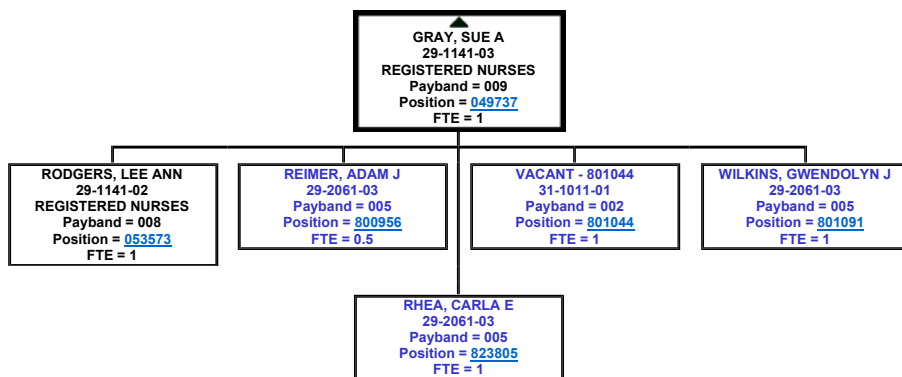 GRAY, SUE A
29-1141-03
REGISTERED NURSES
Payband = 009
Position = 049737
FTE = 1
RODGERS, LEE ANN
29-1141-02
REGISTERED NURSES
Payband = 008
Position = 053573
FTE = 1
REIMER, ADAM J
29-2061-03
Payband = 005
Position = 800956
FTE = 0.5
VACANT - 801044
31-1011-01
Payband = 002
Position = 801044
FTE = 1
WILKINS, GWENDOLYN J
29-2061-03
Payband = 005
Position = 801091
FTE = 1
RHEA, CARLA E
29-2061-03
Payband = 005
Position = 823805
FTE = 1